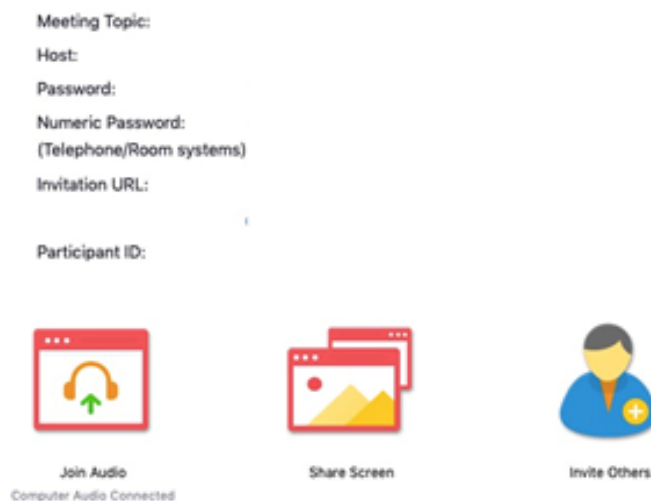 Meeting Topic:
Host:
Password:
Numeric Password:
(Telephone/Room systems)
Invitation URL:
Participant ID:
Join Audio
Share Screen
Invite Others
Computer Audio Connected